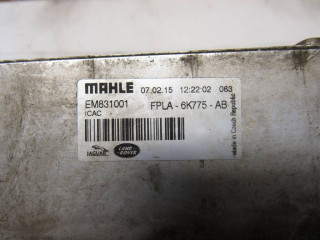 MAHLE 07.02.15 12:22:02 063
EM831001 FPLA - 6K775 - AB
ICAC
JAGUAR LAND ROVER
Made in Czech Republic